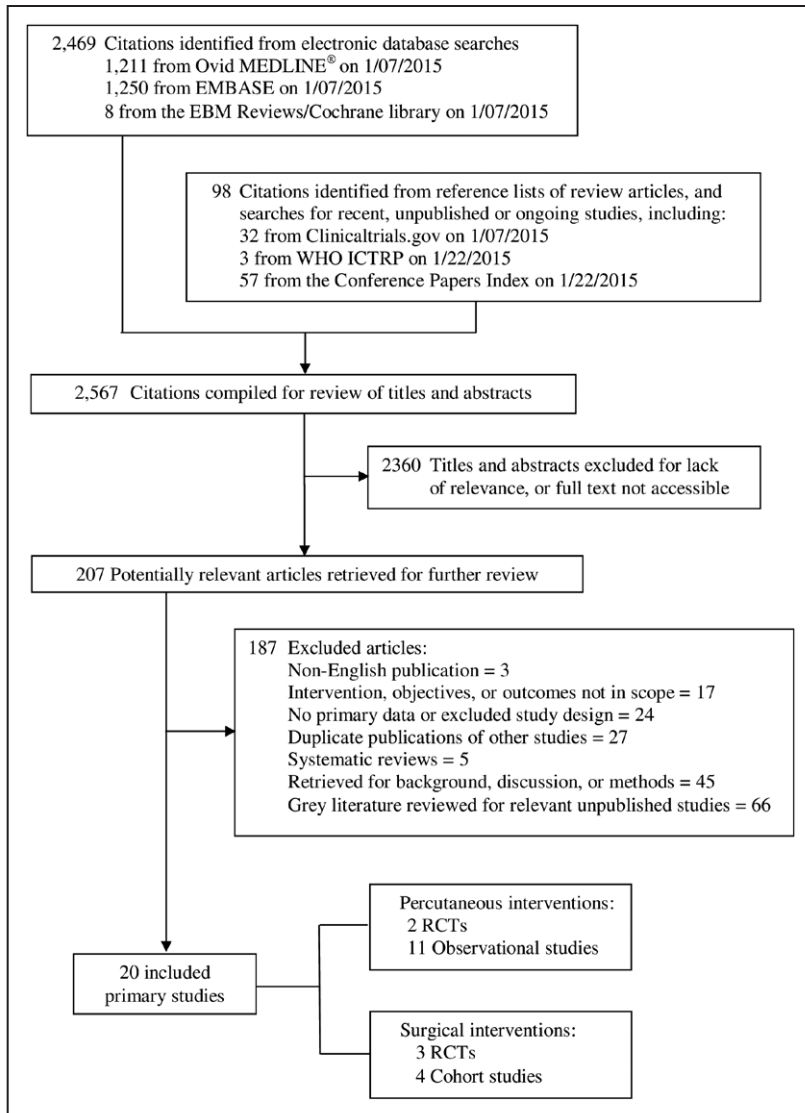 2,469 Citations identified from electronic database searches
1,211 from Ovid MEDLINE® on 1/07/2015
1,250 from EMBASE on 1/07/2015
8 from the EBM Reviews/Cochrane library on 1/07/2015
98 Citations identified from reference lists of review articles, and
searches for recent, unpublished or ongoing studies, including:
32 from Clinicaltrials.gov on 1/07/2015
3 from WHO ICTRP on 1/22/2015
57 from the Conference Papers Index on 1/22/2015
2,567 Citations compiled for review of titles and abstracts
2360 Titles and abstracts excluded for lack
of relevance, or full text not accessible
207 Potentially relevant articles retrieved for further review
187 Excluded articles:
Non-English publication = 3
Intervention, objectives, or outcomes not in scope = 17
No primary data or excluded study design = 24
Duplicate publications of other studies = 27
Systematic reviews = 5
Retrieved for background, discussion, or methods = 45
Grey literature reviewed for relevant unpublished studies = 66
20 included
primary studies
Percutaneous interventions:
2 RCTs
11 Observational studies
Surgical interventions:
3 RCTs
4 Cohort studies